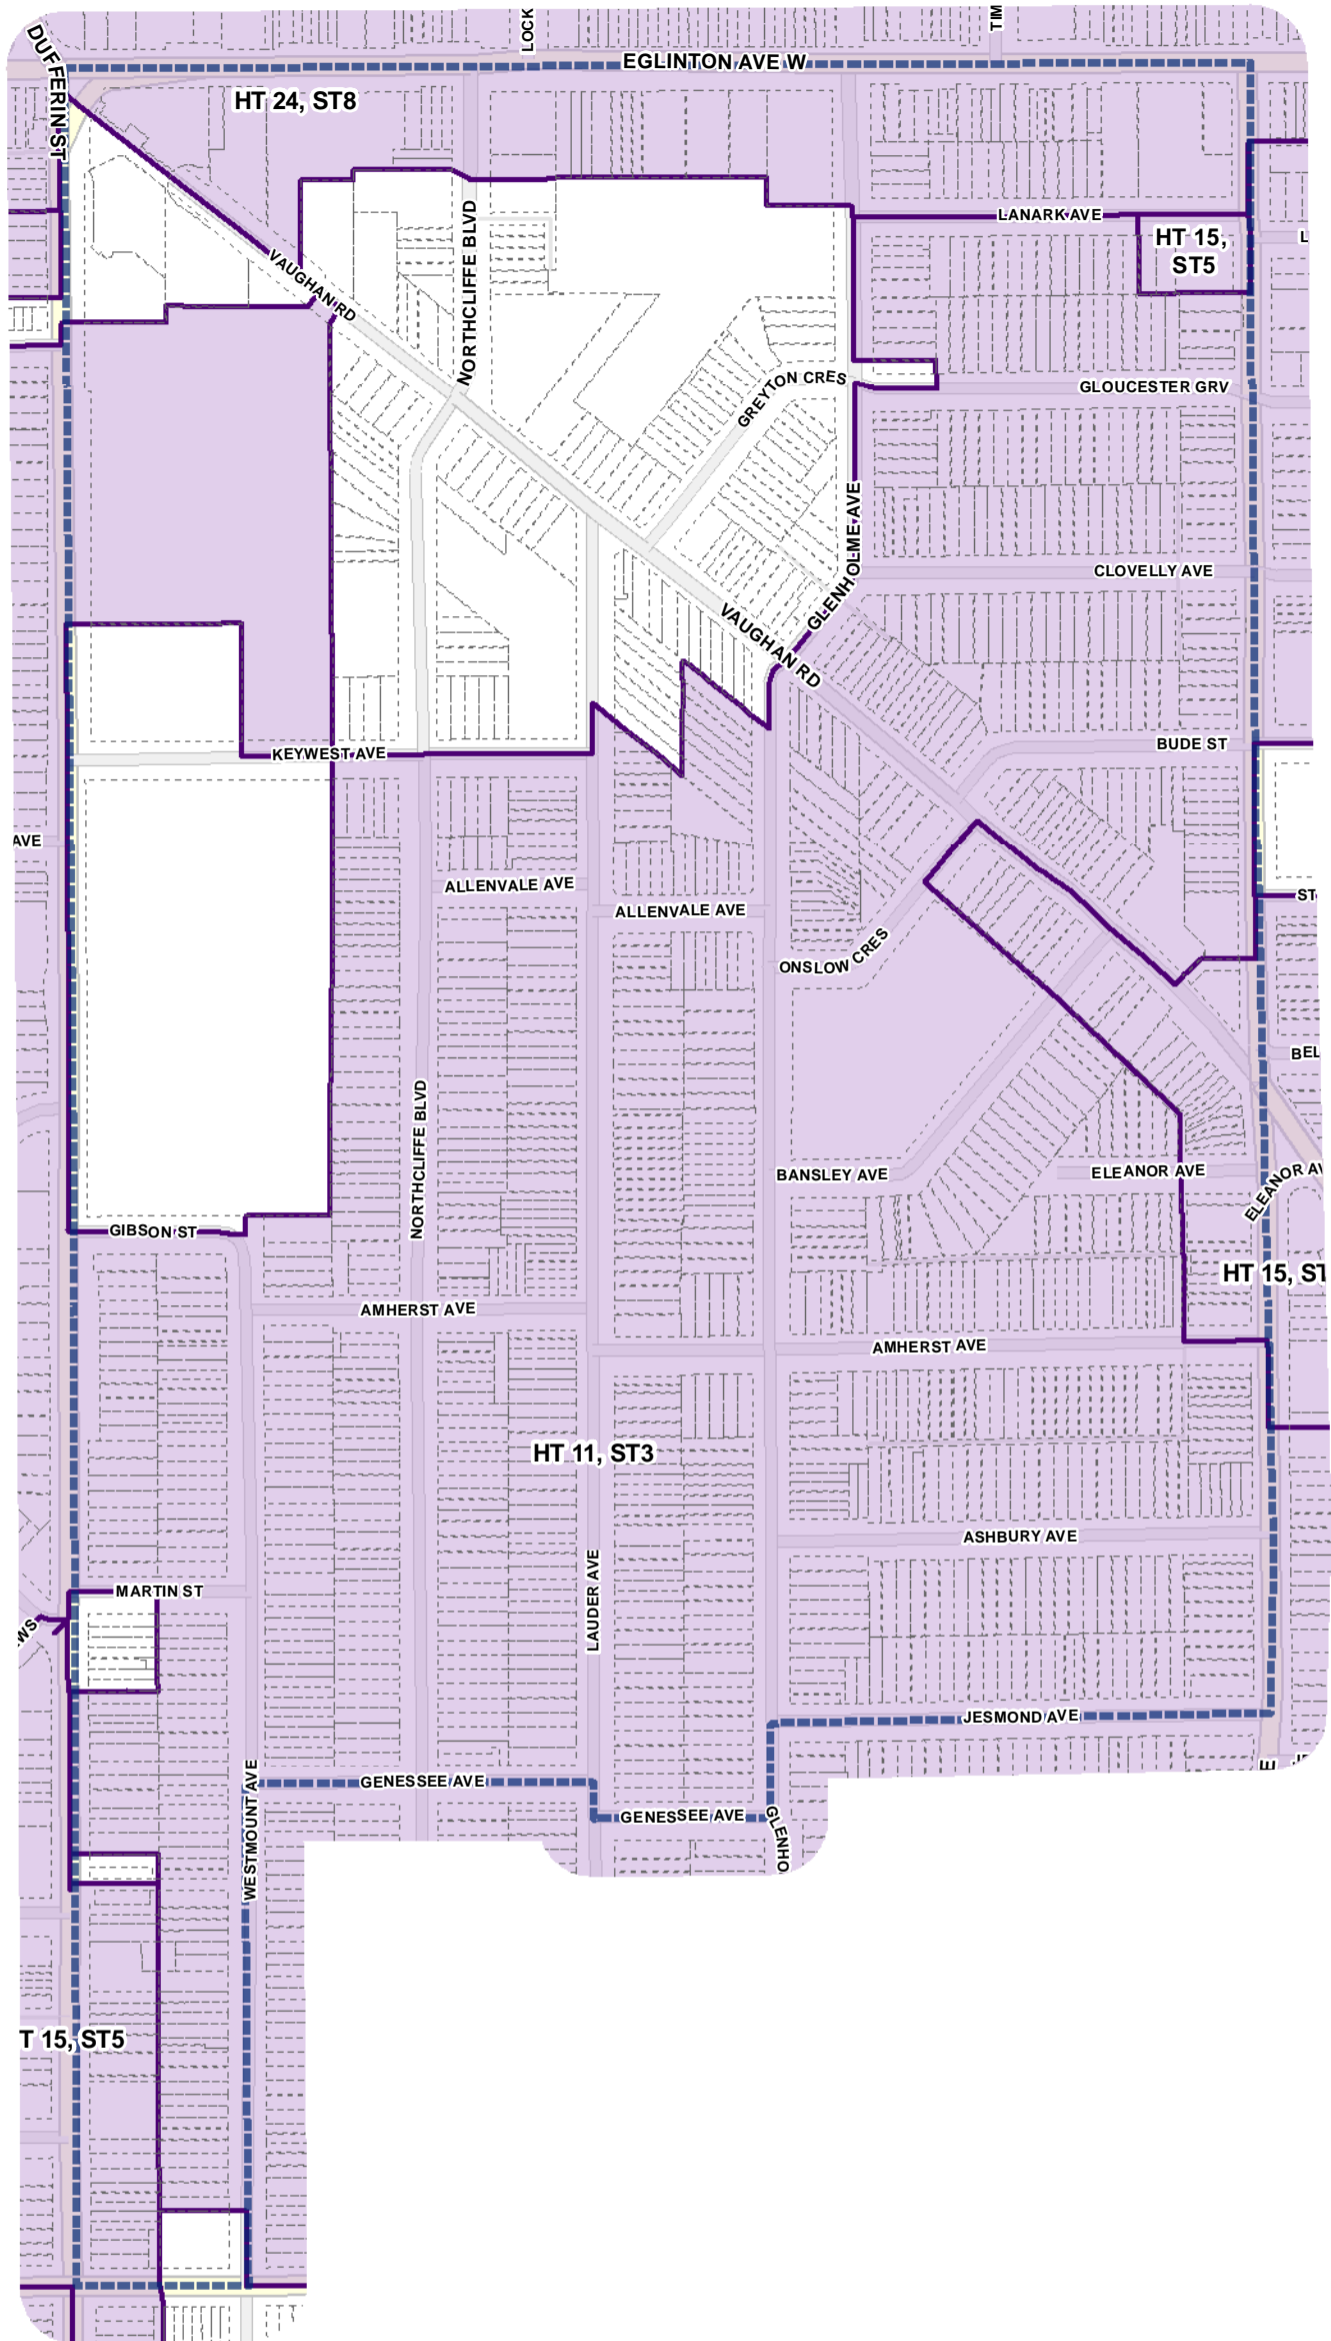 LOCK
TIM
DUFFERIN ST
EGLINTON AVE W
HT 24, ST8
LANARK AVE
HT 15,
ST5
L
VAUGHAN RD
NORTHCLIFFE BLVD
GREYTON CRES
GLOUCESTER GRV
GLENHOLME AVE
CLOVELLY AVE
VAUGHAN RD
BUDE ST
KEYWEST AVE
AVE
ALLENVALE AVE
ALLENVALE AVE
ST
ONSLOW CRES
BEL
NORTHCLIFFE BLVD
BANSLEY AVE
ELEANOR AVE
ELEANOR AV
GIBSON ST
HT 15, ST
AMHERST AVE
AMHERST AVE
HT 11, ST3
ASHBURY AVE
LAUDER AVE
MARTIN ST
WS
JESMOND AVE
E
GENESSEE AVE
GENESSEE AVE
GLENHO
WESTMOUNT AVE
T 15, ST5